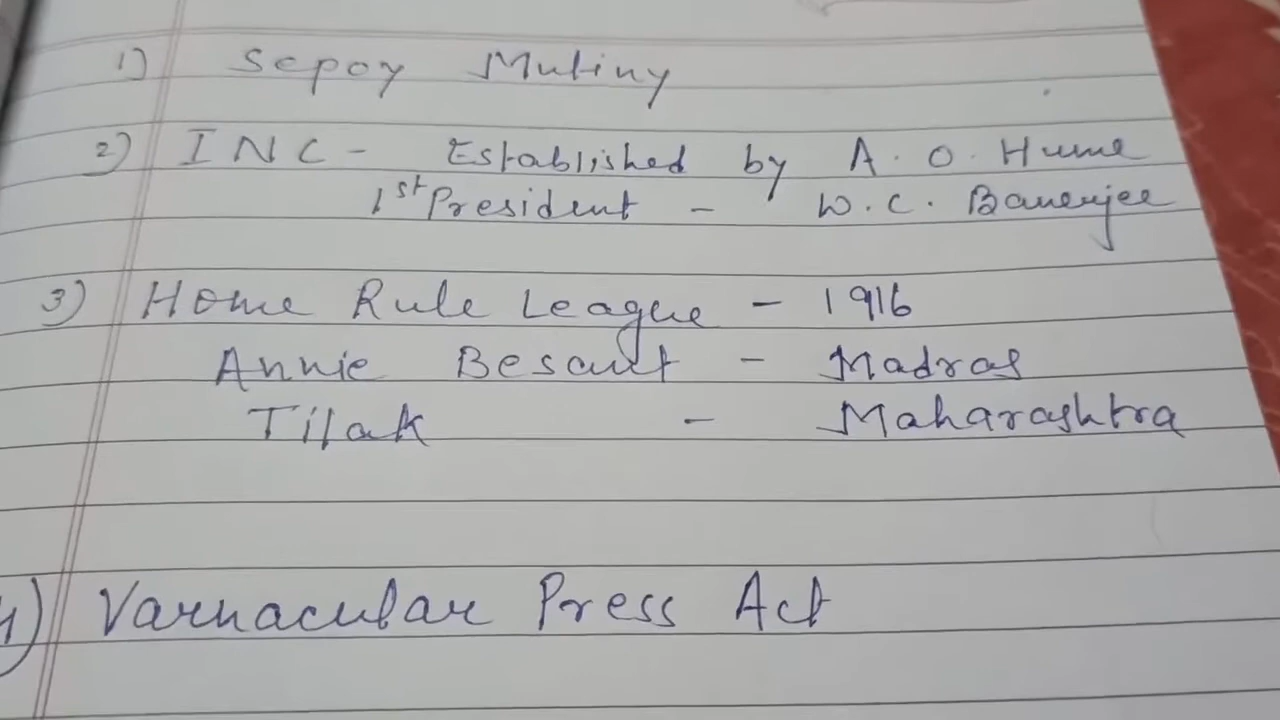 1) Sepoy Mutiny
2) INC - Established by A. O. Hume
1st President - W. C. Banerjee
3) Home Rule League - 1916
Annie Besant - Madras
Tilak - Maharashtra
4) Varnacular Press Act